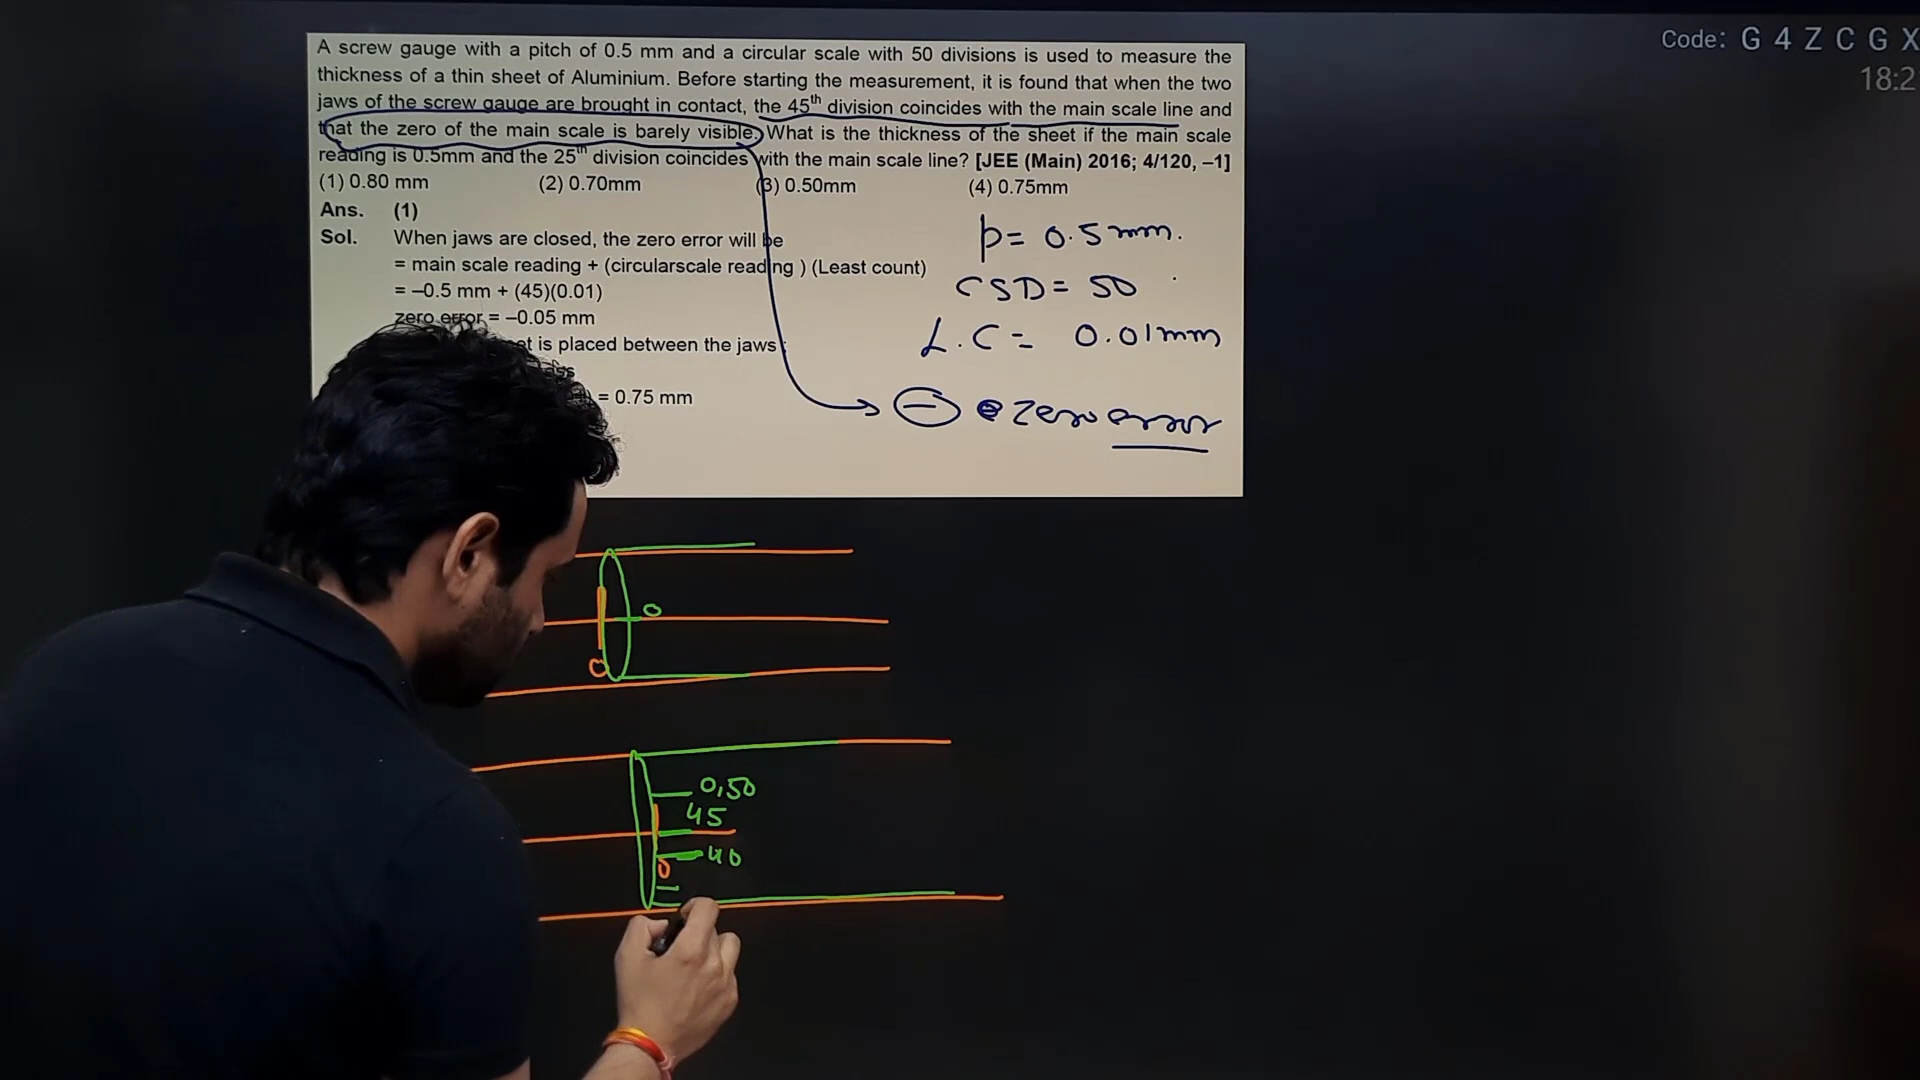 Code: G 4 Z C G X
18:2
A screw gauge with a pitch of 0.5 mm and a circular scale with 50 divisions is used to measure the
thickness of a thin sheet of Aluminium. Before starting the measurement, it is found that when the two
jaws of the screw gauge are brought in contact, the 45th division coincides with the main scale line and
that the zero of the main scale is barely visible. What is the thickness of the sheet if the main scale
reading is 0.5mm and the 25th division coincides with the main scale line? [JEE (Main) 2016; 4/120, –1]
(1) 0.80 mm (2) 0.70mm (3) 0.50mm (4) 0.75mm
Ans. (1)
Sol. When jaws are closed, the zero error will be
= main scale reading + (circularscale reading ) (Least count)
= –0.5 mm + (45)(0.01)
zero error = –0.05 mm
is placed between the jaws :
= 0.75 mm
p = 0.5 mm.
CSD = 50
L.C = 0.01mm
(–) zero error
0
0
0,50
45
40
0